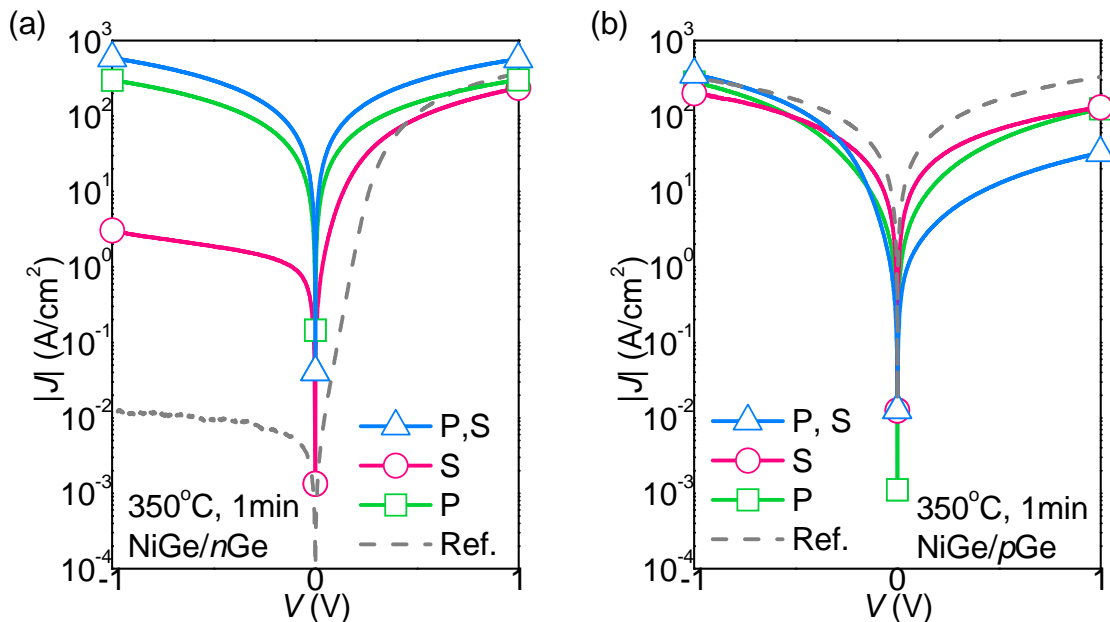 (a)
10^3
10^2
10^1
10^0
10^-1
10^-2
10^-3
10^-4
|J| (A/cm^2)
P,S
S
P
Ref.
350°C, 1min
NiGe/nGe
-1
0
1
V (V)
(b)
10^3
10^2
10^1
10^0
10^-1
10^-2
10^-3
10^-4
|J| (A/cm^2)
P, S
S
P
Ref.
350°C, 1min
NiGe/pGe
-1
0
1
V (V)